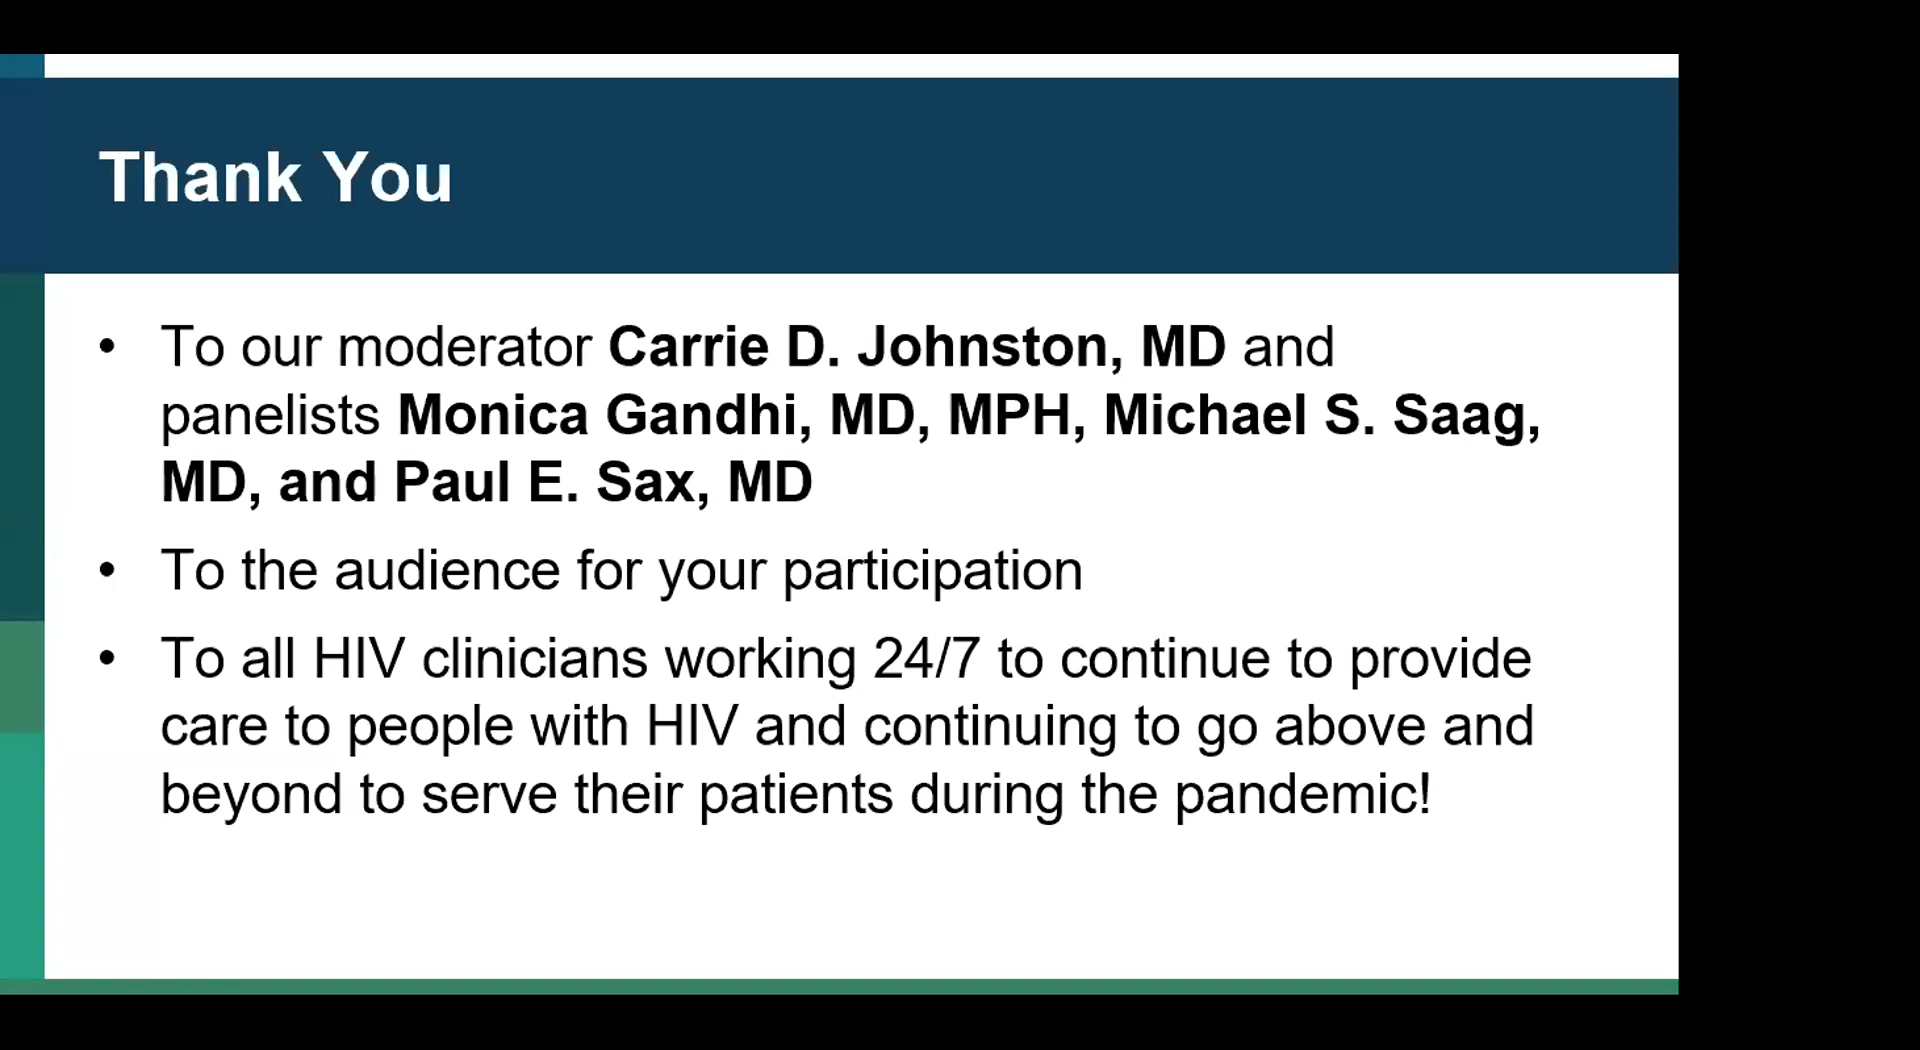 Thank You
• To our moderator Carrie D. Johnston, MD and
panelists Monica Gandhi, MD, MPH, Michael S. Saag,
MD, and Paul E. Sax, MD
• To the audience for your participation
• To all HIV clinicians working 24/7 to continue to provide
care to people with HIV and continuing to go above and
beyond to serve their patients during the pandemic!